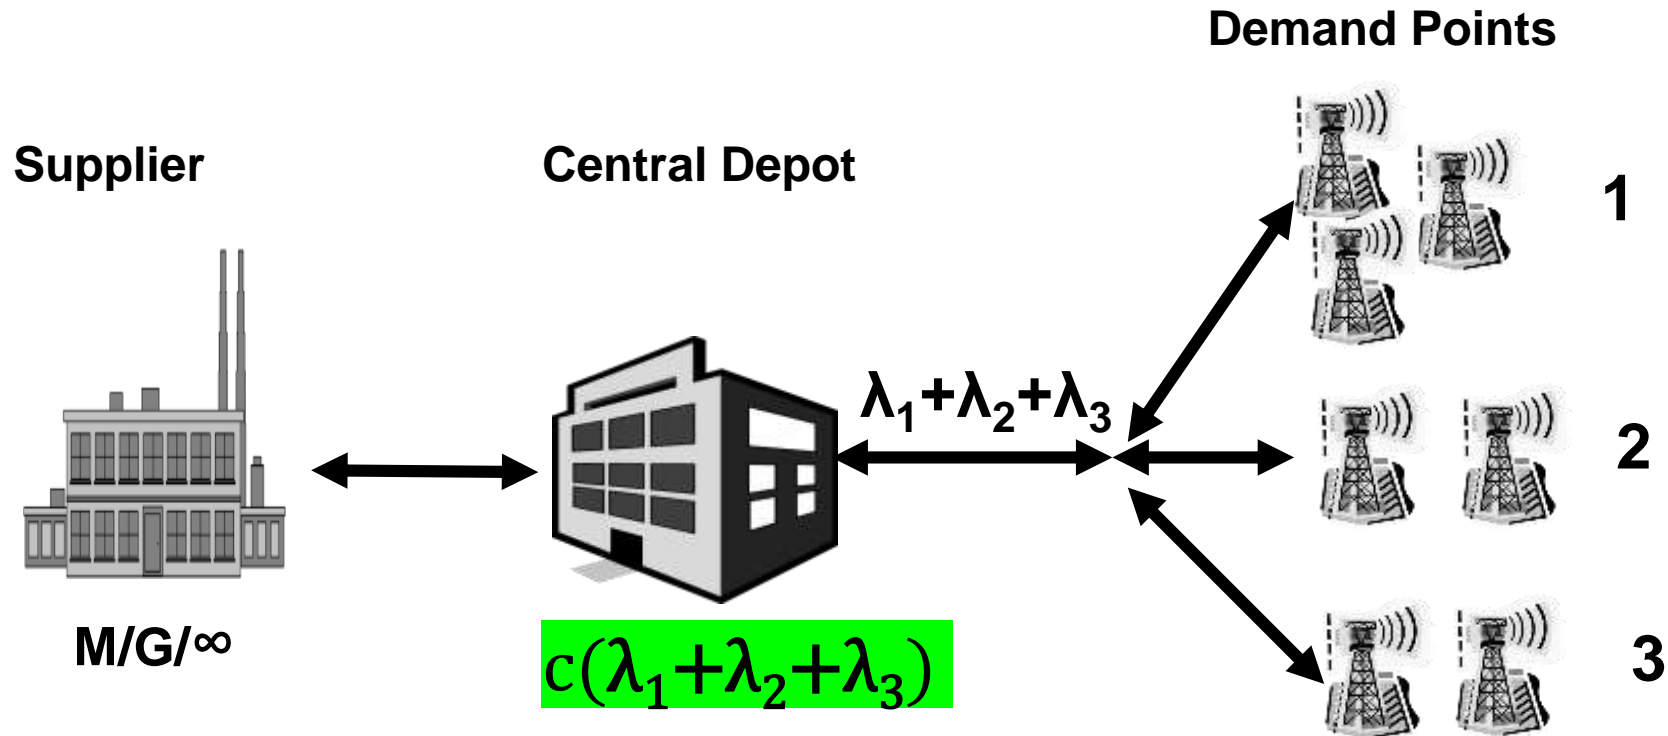 Demand Points
Supplier
Central Depot
1
λ₁+λ₂+λ₃
2
M/G/∞
c(λ₁+λ₂+λ₃)
3